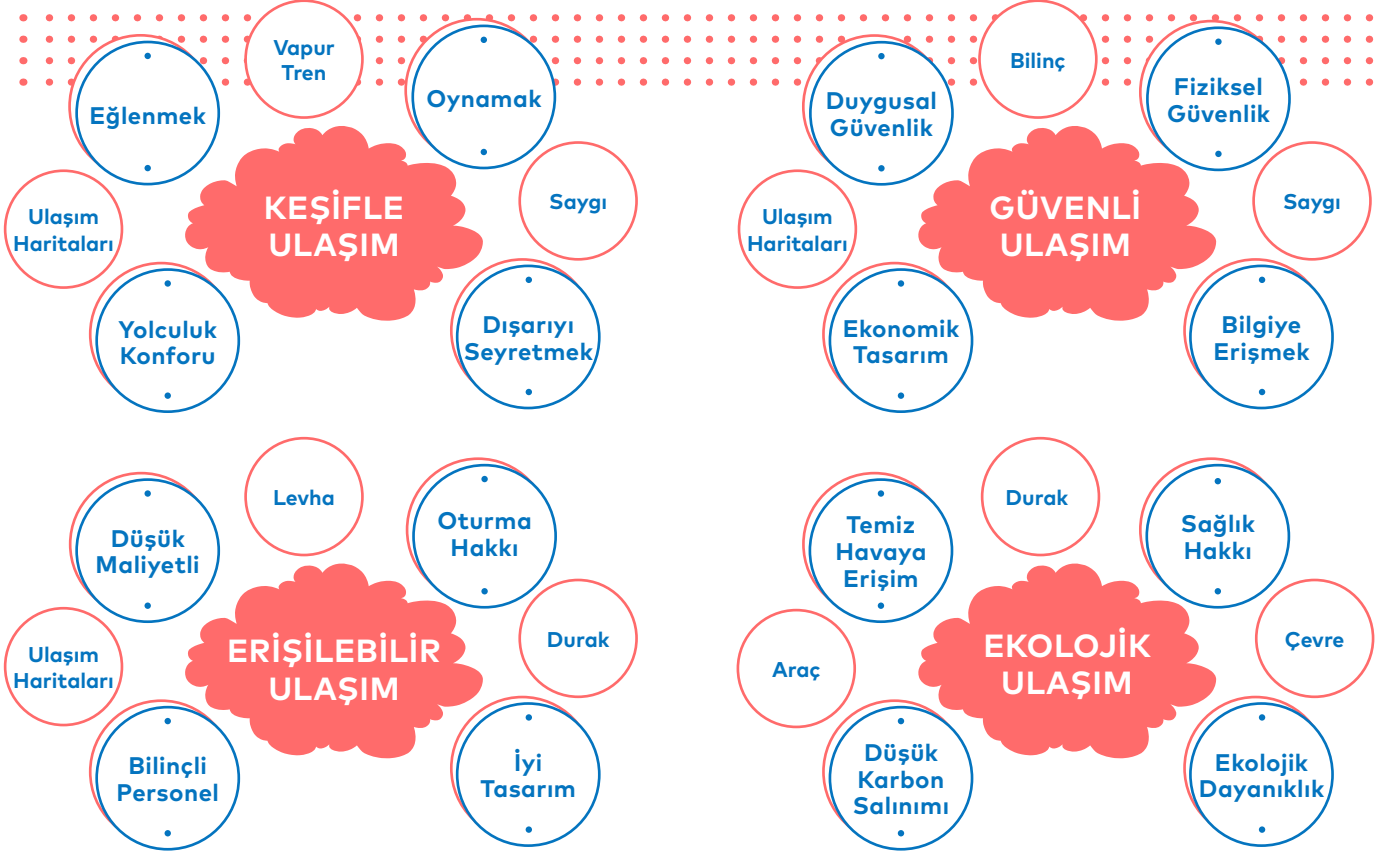 Vapur
Tren
Eğlenmek
Oynamak
KEŞİFLE
ULAŞIM
Ulaşım
Haritaları
Saygı
Yolculuk
Konforu
Dışarıyı
Seyretmek
Bilinç
Duygusal
Güvenlik
Fiziksel
Güvenlik
GÜVENLİ
ULAŞIM
Ulaşım
Haritaları
Saygı
Ekonomik
Tasarım
Bilgiye
Erişmek
Levha
Düşük
Maliyetli
Oturma
Hakkı
ERİŞİLEBİLİR
ULAŞIM
Ulaşım
Haritaları
Durak
Bilinçli
Personel
İyi
Tasarım
Durak
Temiz
Havaya
Erişim
Sağlık
Hakkı
EKOLOJİK
ULAŞIM
Araç
Çevre
Düşük
Karbon
Salınımı
Ekolojik
Dayanıklık